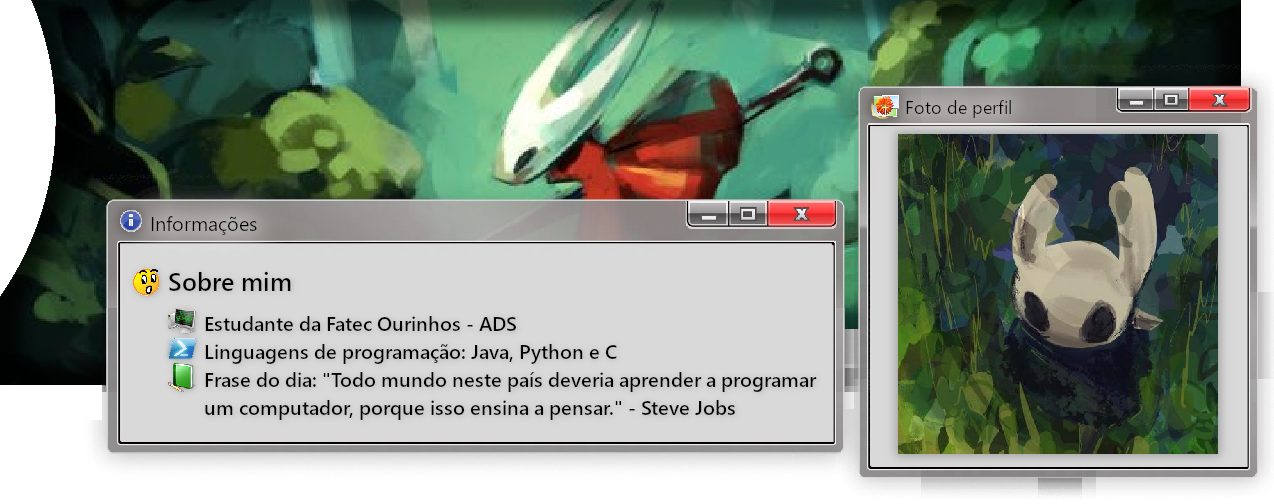 Foto de perfil
Informações
Sobre mim
Estudante da Fatec Ourinhos - ADS
Linguagens de programação: Java, Python e C
Frase do dia: "Todo mundo neste país deveria aprender a programar
um computador, porque isso ensina a pensar." - Steve Jobs